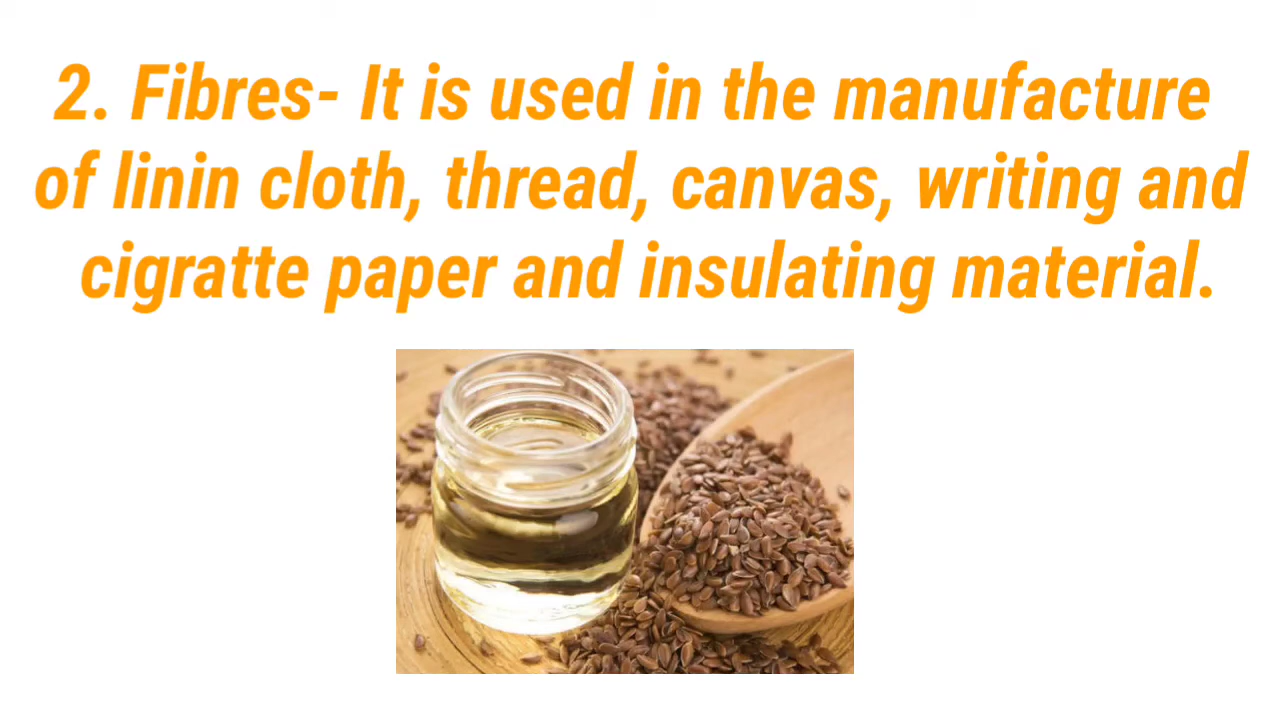 2. Fibres- It is used in the manufacture
of linin cloth, thread, canvas, writing and
cigratte paper and insulating material.